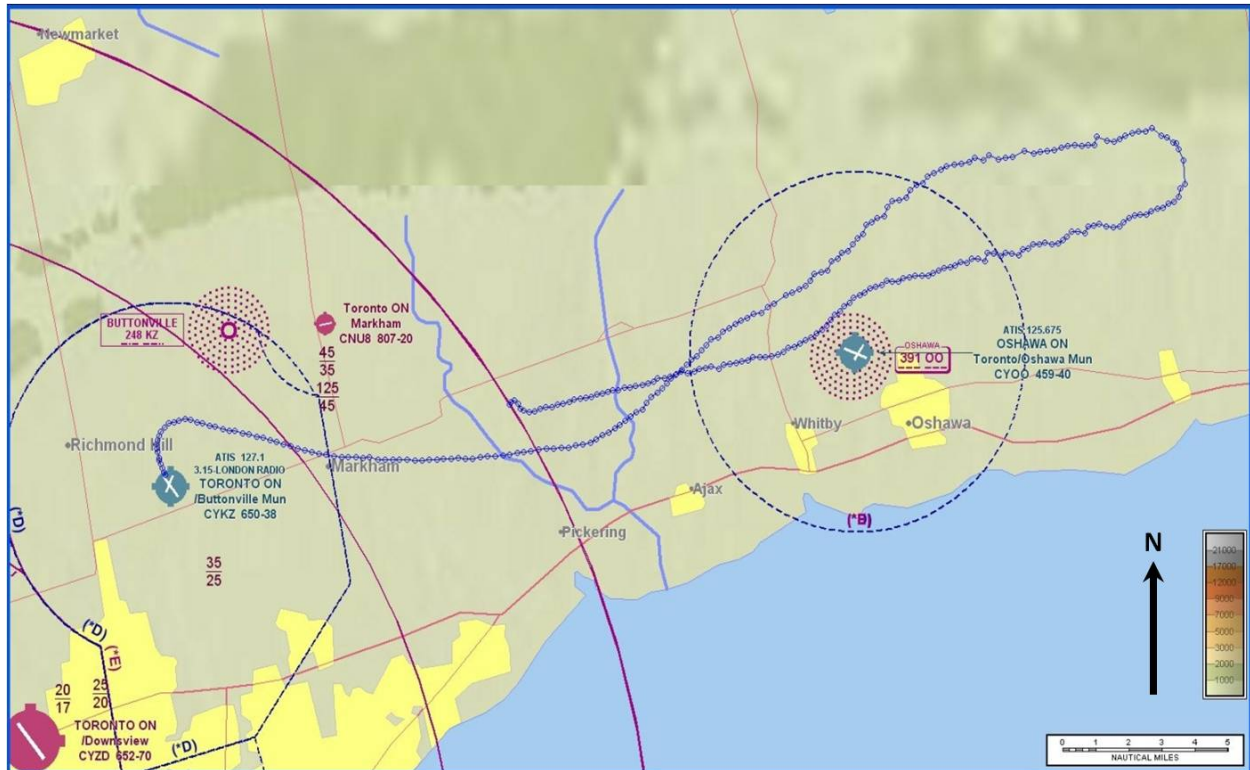 Newmarket
BUTTONVILLE
248 KZ
Toronto ON
Markham
CNU8 807-20
45
35
125
45
ATIS 125.675
OSHAWA ON
Toronto/Oshawa Mun
CYOO 459-40
OSHAWA
391 OO
Richmond Hill
Markham
Whitby
Oshawa
ATIS 127.1
3.15-LONDON RADIO
TORONTO ON
/Buttonville Mun
CYKZ 650-38
Ajax
Pickering
(*D)
N
35
25
21000
17000
12000
9000
7000
5000
3000
2000
1000
(*D)
(*E)
20
17
25
20
TORONTO ON
/Downsview
CYZD 652-70
(*D)
0 1 2 3 4 5
NAUTICAL MILES